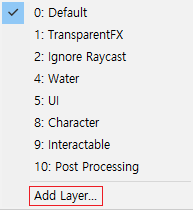 0: Default
1: TransparentFX
2: Ignore Raycast
4: Water
5: UI
8: Character
9: Interactable
10: Post Processing
Add Layer...